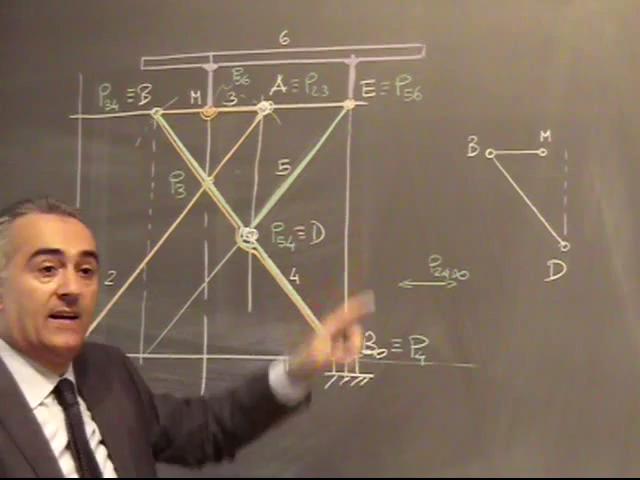 6
P34 ≡ B
M
P36
3
A ≡ P23
E ≡ P56
B
M
P3
5
P54 ≡ D
D
2
4
P24∞
B0 ≡ P4